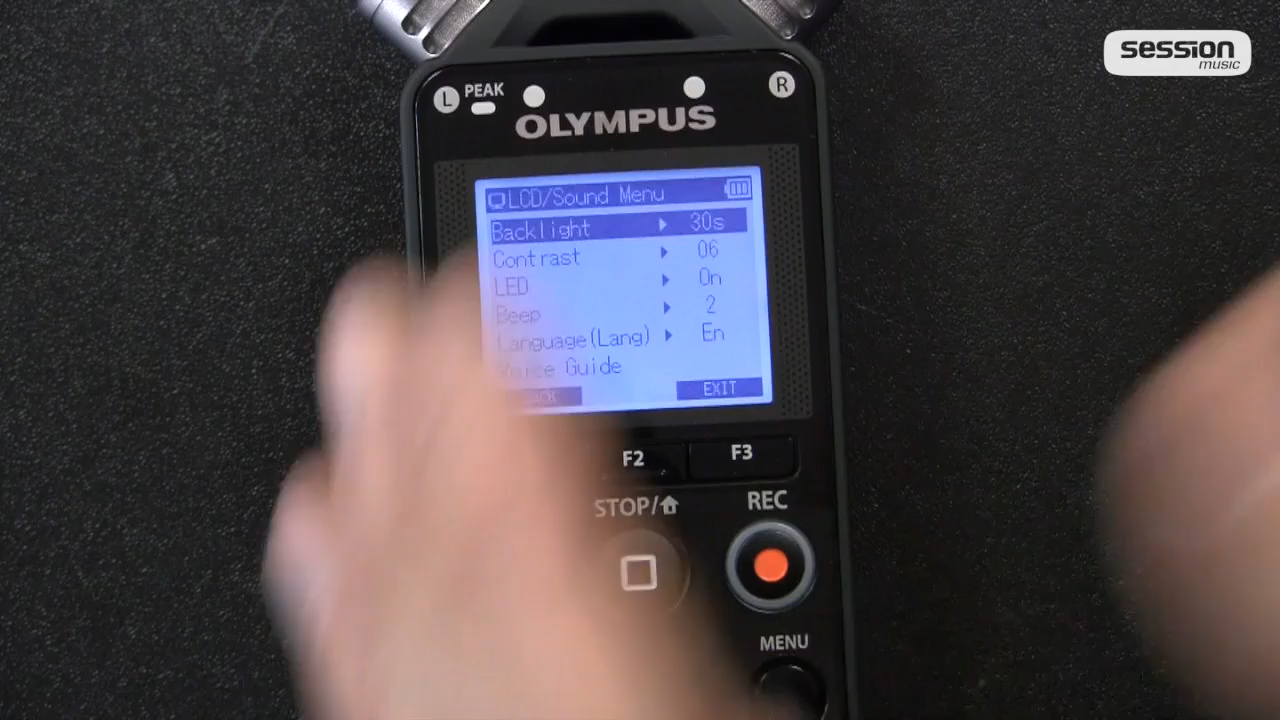 session
music
L PEAK R
OLYMPUS
LCD/Sound Menu
Backlight 30s
Contrast 06
LED On
Beep 2
Language(Lang) En
Voice Guide
EXIT
F2 F3
STOP/ REC
MENU